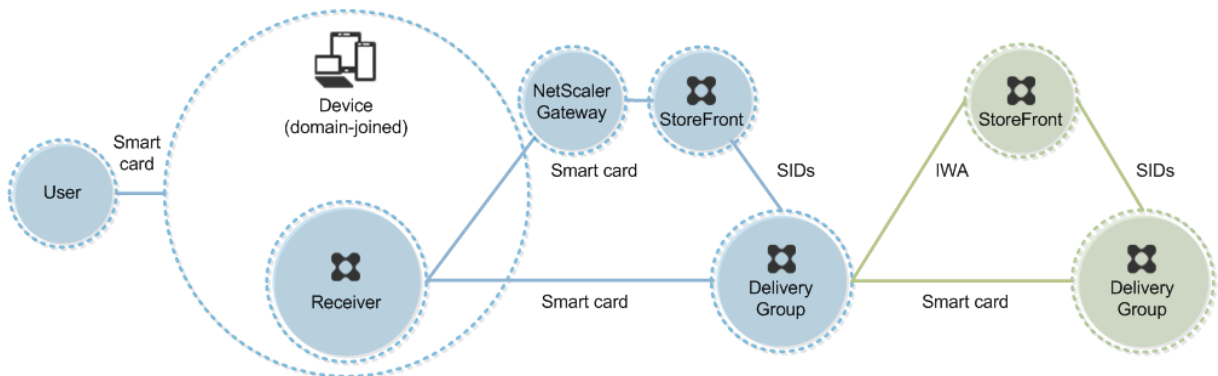 Device
(domain-joined)
NetScaler
Gateway
StoreFront
StoreFront
Smart
card
User
Smart card
SIDs
IWA
SIDs
Receiver
Smart card
Delivery
Group
Smart card
Delivery
Group